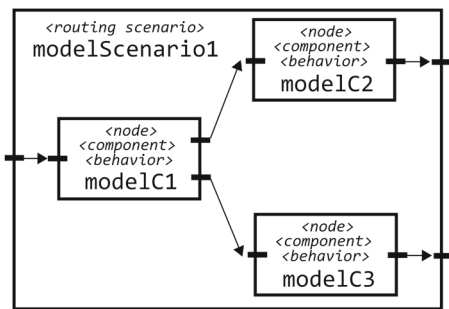 <routing scenario>
modelScenario1
<node>
<component>
<behavior>
modelC1
<node>
<component>
<behavior>
modelC2
<node>
<component>
<behavior>
modelC3